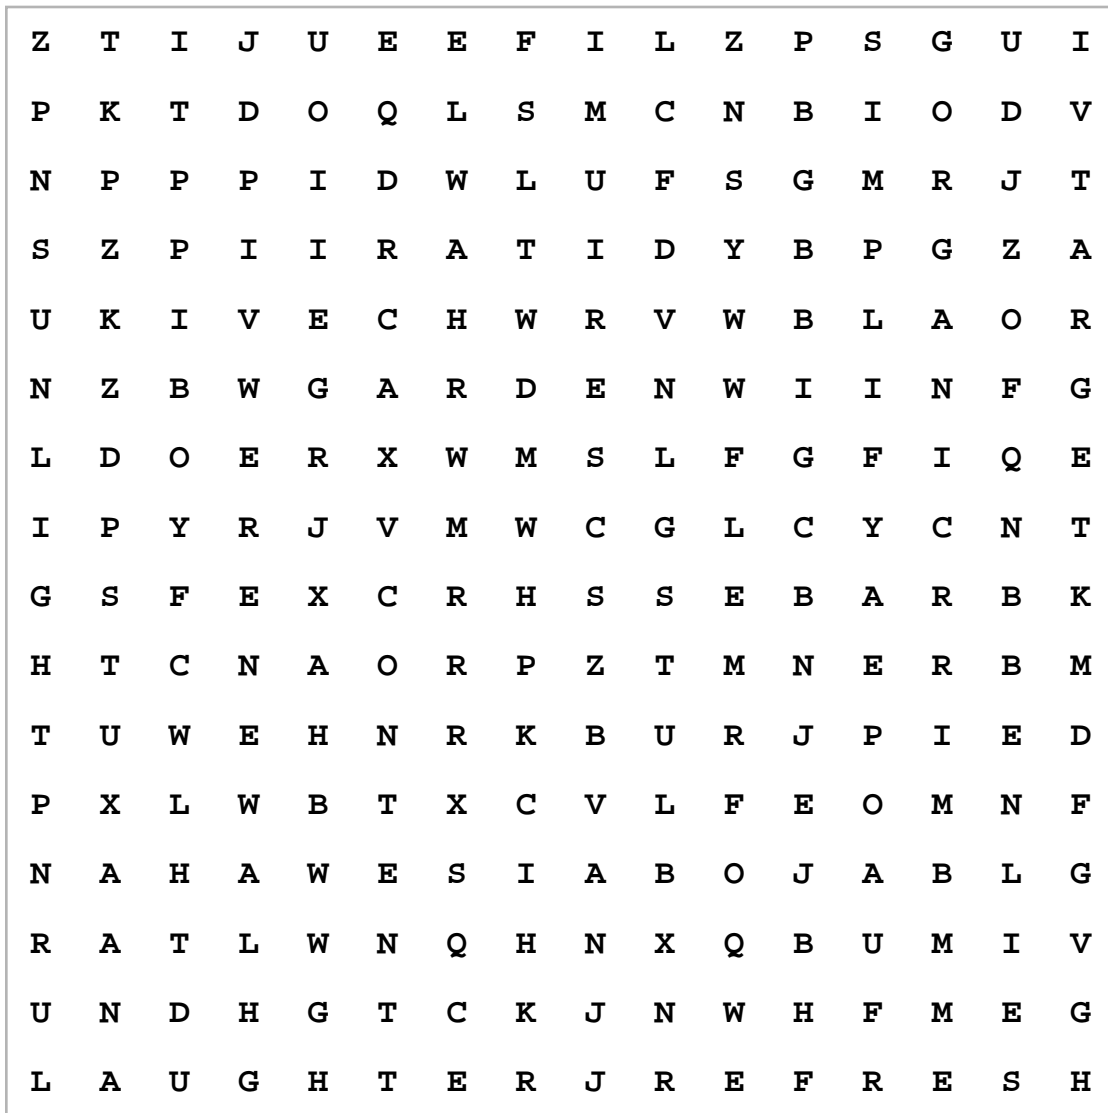 Z T I J U E E F I L Z P S G U I
P K T D O Q L S M C N B I O D V
N P P P I D W L U F S G M R J T
S Z P I I R A T I D Y B P G Z A
U K I V E C H W R V W B L A O R
N Z B W G A R D E N W I I N F G
L D O E R X W M S L F G F I Q E
I P Y R J V M W C G L C Y C N T
G S F E X C R H S S E B A R B K
H T C N A O R P Z T M N E R B M
T U W E H N R K B U R J P I E D
P X L W B T X C V L F E O M N F
N A H A W E S I A B O J A B L G
R A T L W N Q H N X Q B U M I V
U N D H G T C K J N W H F M E G
L A U G H T E R J R E F R E S H